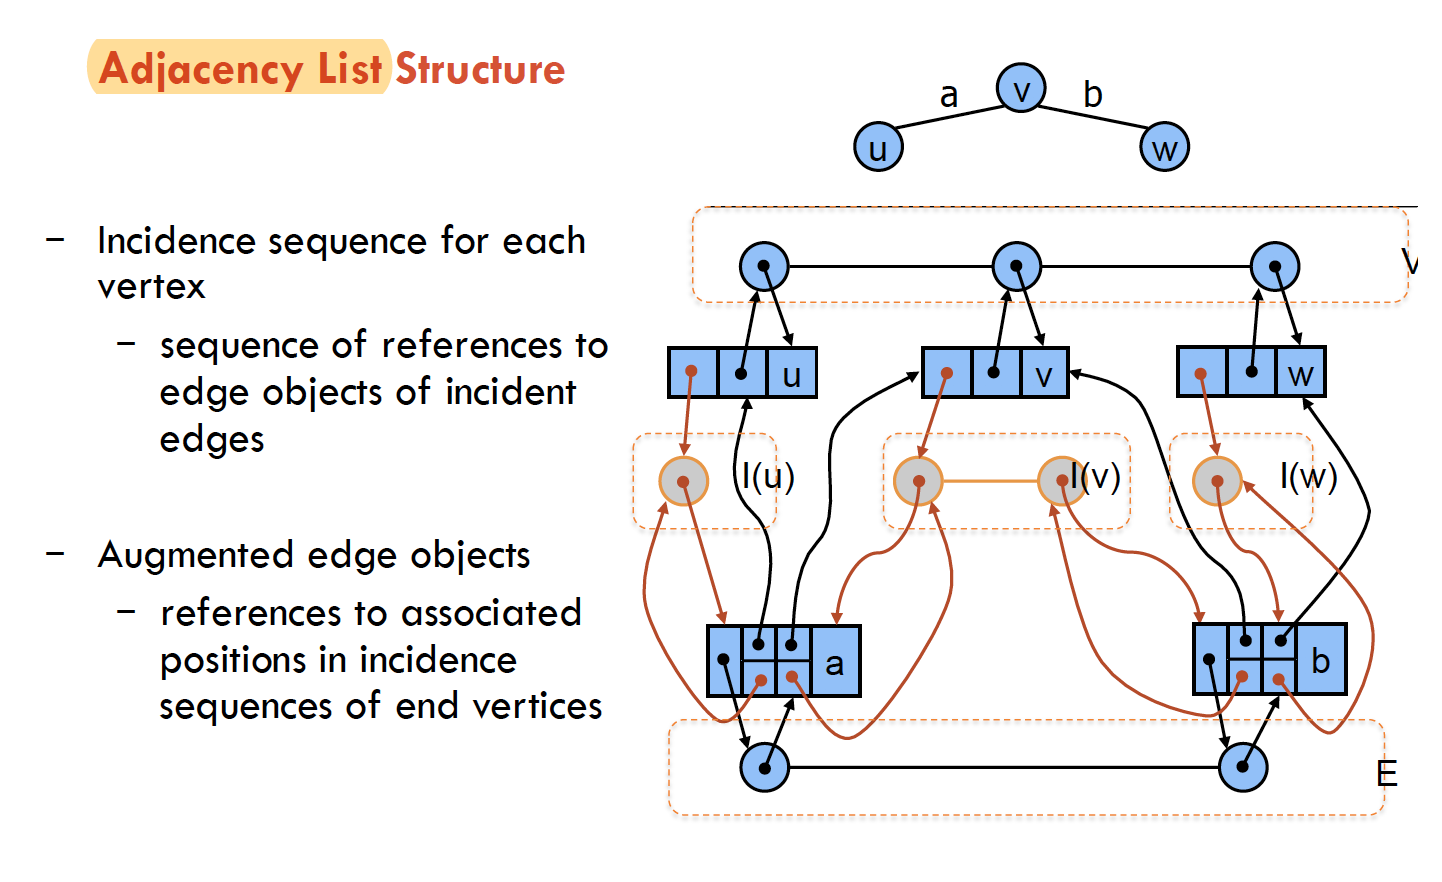 Adjacency List Structure
a
v
b
u
w
− Incidence sequence for each
vertex
− sequence of references to
edge objects of incident
edges
− Augmented edge objects
− references to associated
positions in incidence
sequences of end vertices
V
u
v
w
I(u)
I(v)
I(w)
a
b
E